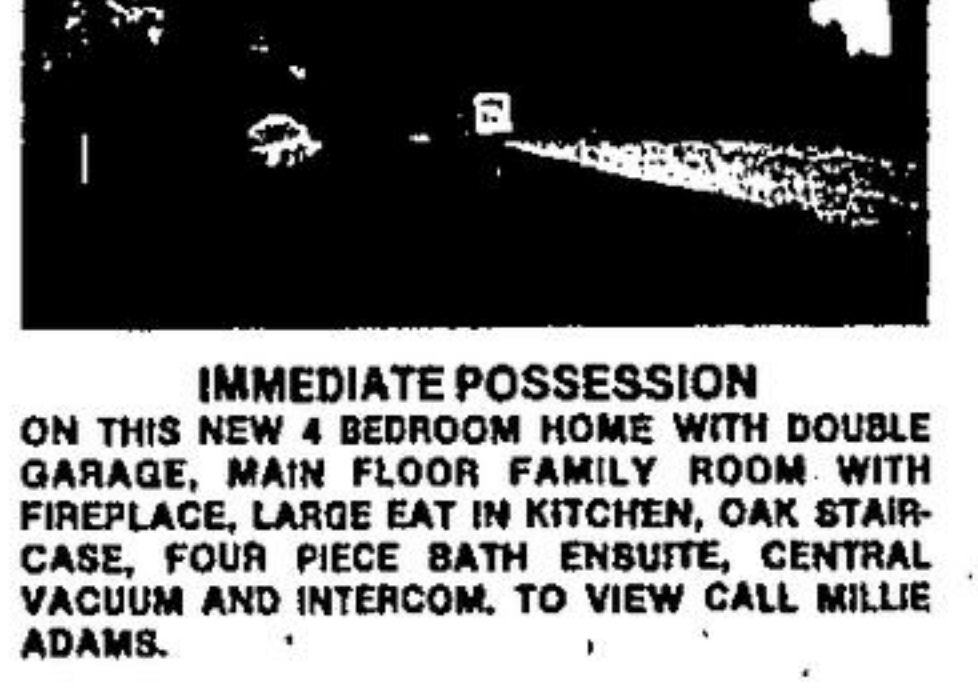 IMMEDIATE POSSESSION
ON THIS NEW 4 BEDROOM HOME WITH DOUBLE
GARAGE, MAIN FLOOR FAMILY ROOM WITH
FIREPLACE, LARGE EAT IN KITCHEN, OAK STAIR-
CASE, FOUR PIECE BATH ENSUITE, CENTRAL
VACUUM AND INTERCOM. TO VIEW CALL MILLIE
ADAMS.